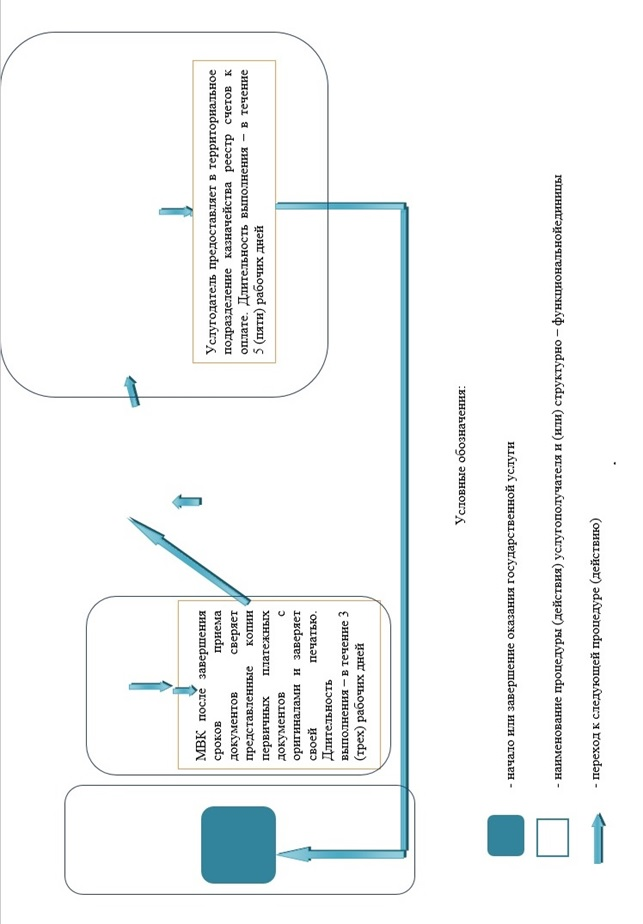 МВК после завершения
сроков приема
документов сверяет
представленные копии
первичных платежных
документов с
оригиналами и заверяет
своей печатью.
Длительность
выполнения – в течение 3
(трех) рабочих дней
Услугодатель предоставляет в территориальное
подразделение казначейства реестр счетов к
оплате. Длительность выполнения – в течение
5 (пяти) рабочих дней
Условные обозначения:
- начало или завершение оказания государственной услуги
- наименование процедуры (действия) услугополучателя и (или) структурно – функциональнойединицы
- переход к следующей процедуре (действию)
.